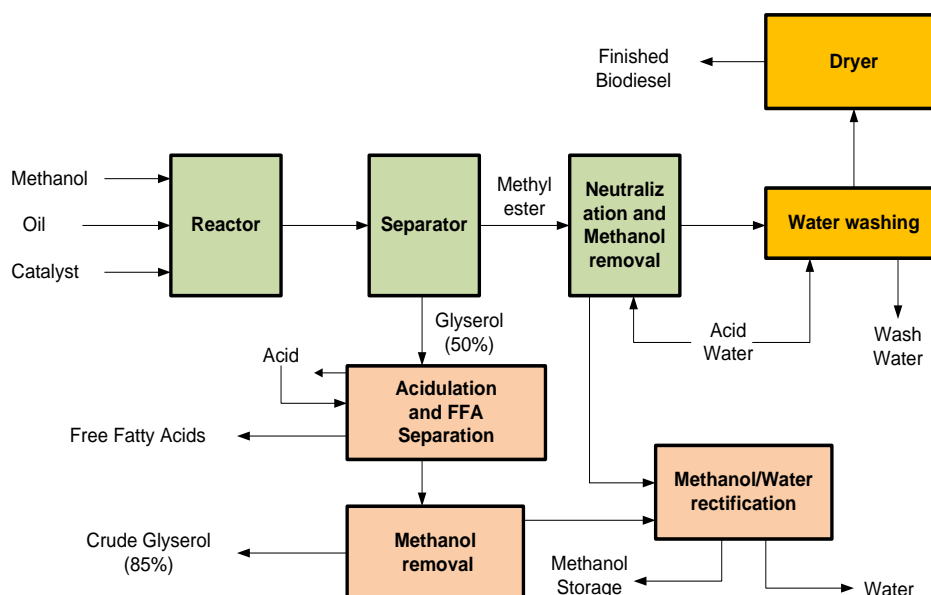 Finished
Biodiesel
Dryer
Methanol
Oil
Catalyst
Reactor
Separator
Methyl
ester
Neutraliz
ation and
Methanol
removal
Water washing
Glyserol
(50%)
Acid
Water
Wash
Water
Acid
Acidulation
and FFA
Separation
Free Fatty Acids
Methanol/Water
rectification
Crude Glyserol
(85%)
Methanol
removal
Methanol
Storage
Water